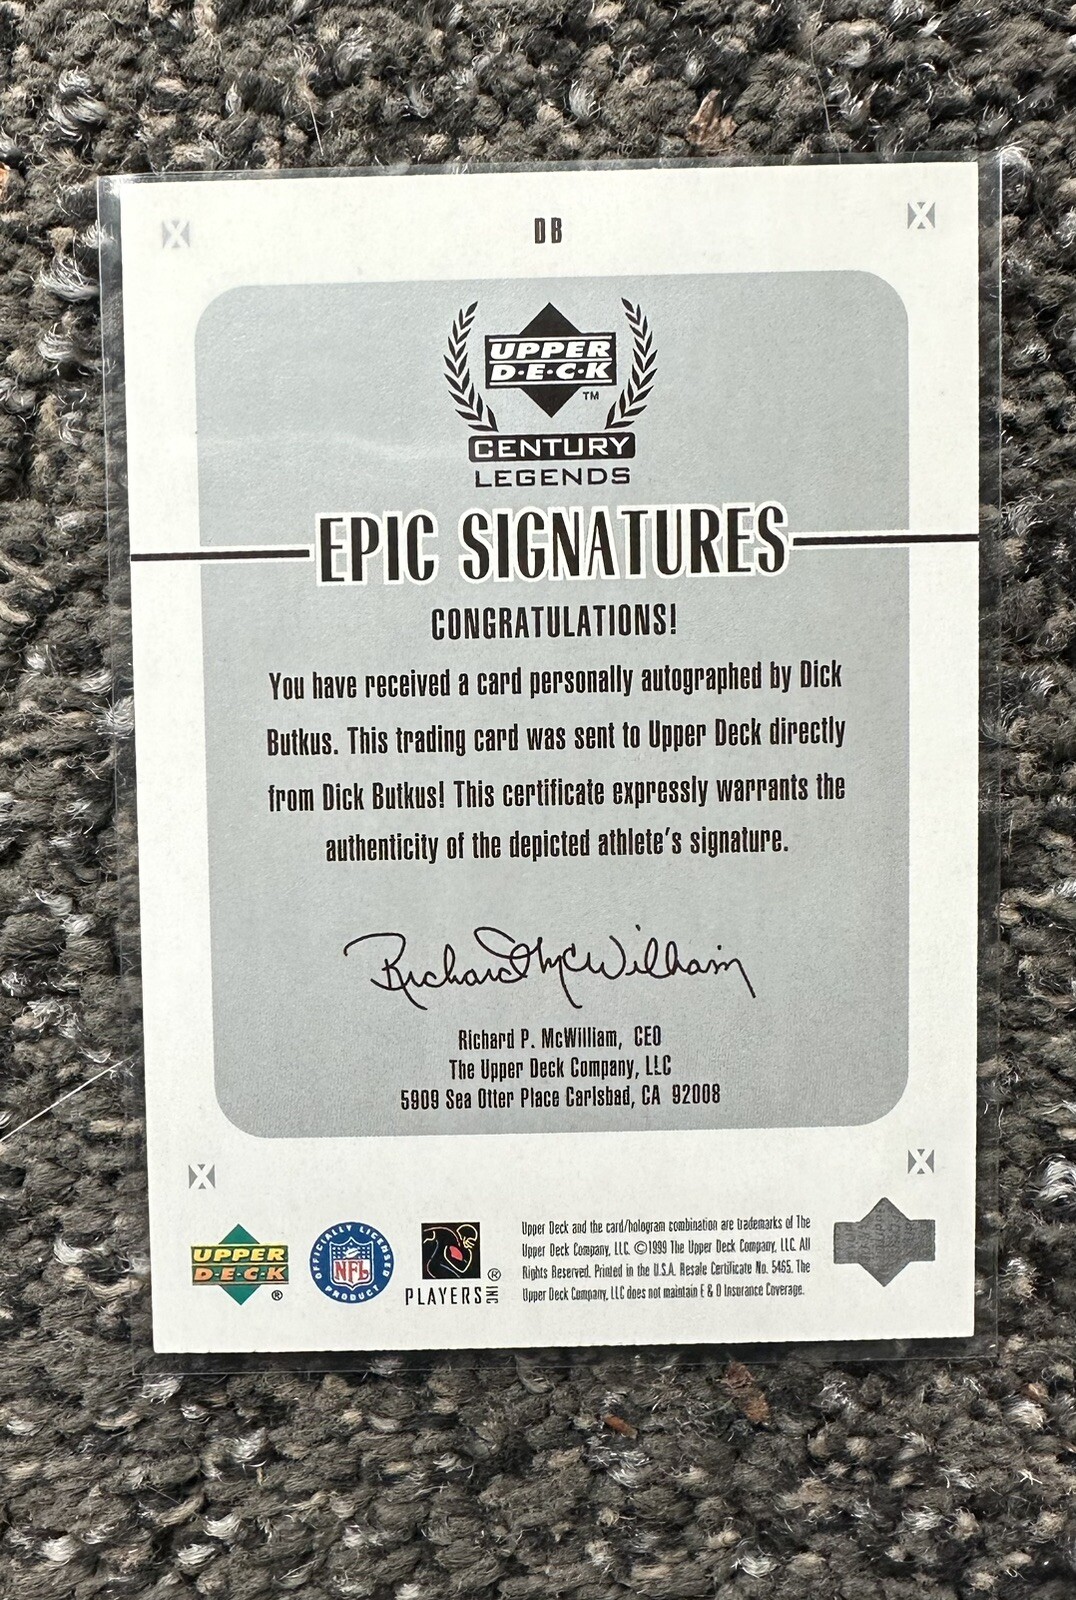 DB
UPPER
D·E·C·K
TM
CENTURY
LEGENDS
EPIC SIGNATURES
CONGRATULATIONS!
You have received a card personally autographed by Dick
Butkus. This trading card was sent to Upper Deck directly
from Dick Butkus! This certificate expressly warrants the
authenticity of the depicted athlete's signature.
Richard McWilliam
Richard P. McWilliam, CEO
The Upper Deck Company, LLC
5909 Sea Otter Place Carlsbad, CA 92008
UPPER
D·E·C·K
®
OFFICIALLY LICENSED
NFL
PRODUCT
PLAYERS INC ®
Upper Deck and the card/hologram combination are trademarks of The
Upper Deck Company, LLC. ©1999 The Upper Deck Company, LLC. All
Rights Reserved. Printed in the U.S.A. Resale Certificate No. 5465. The
Upper Deck Company, LLC does not maintain E & O Insurance Coverage.